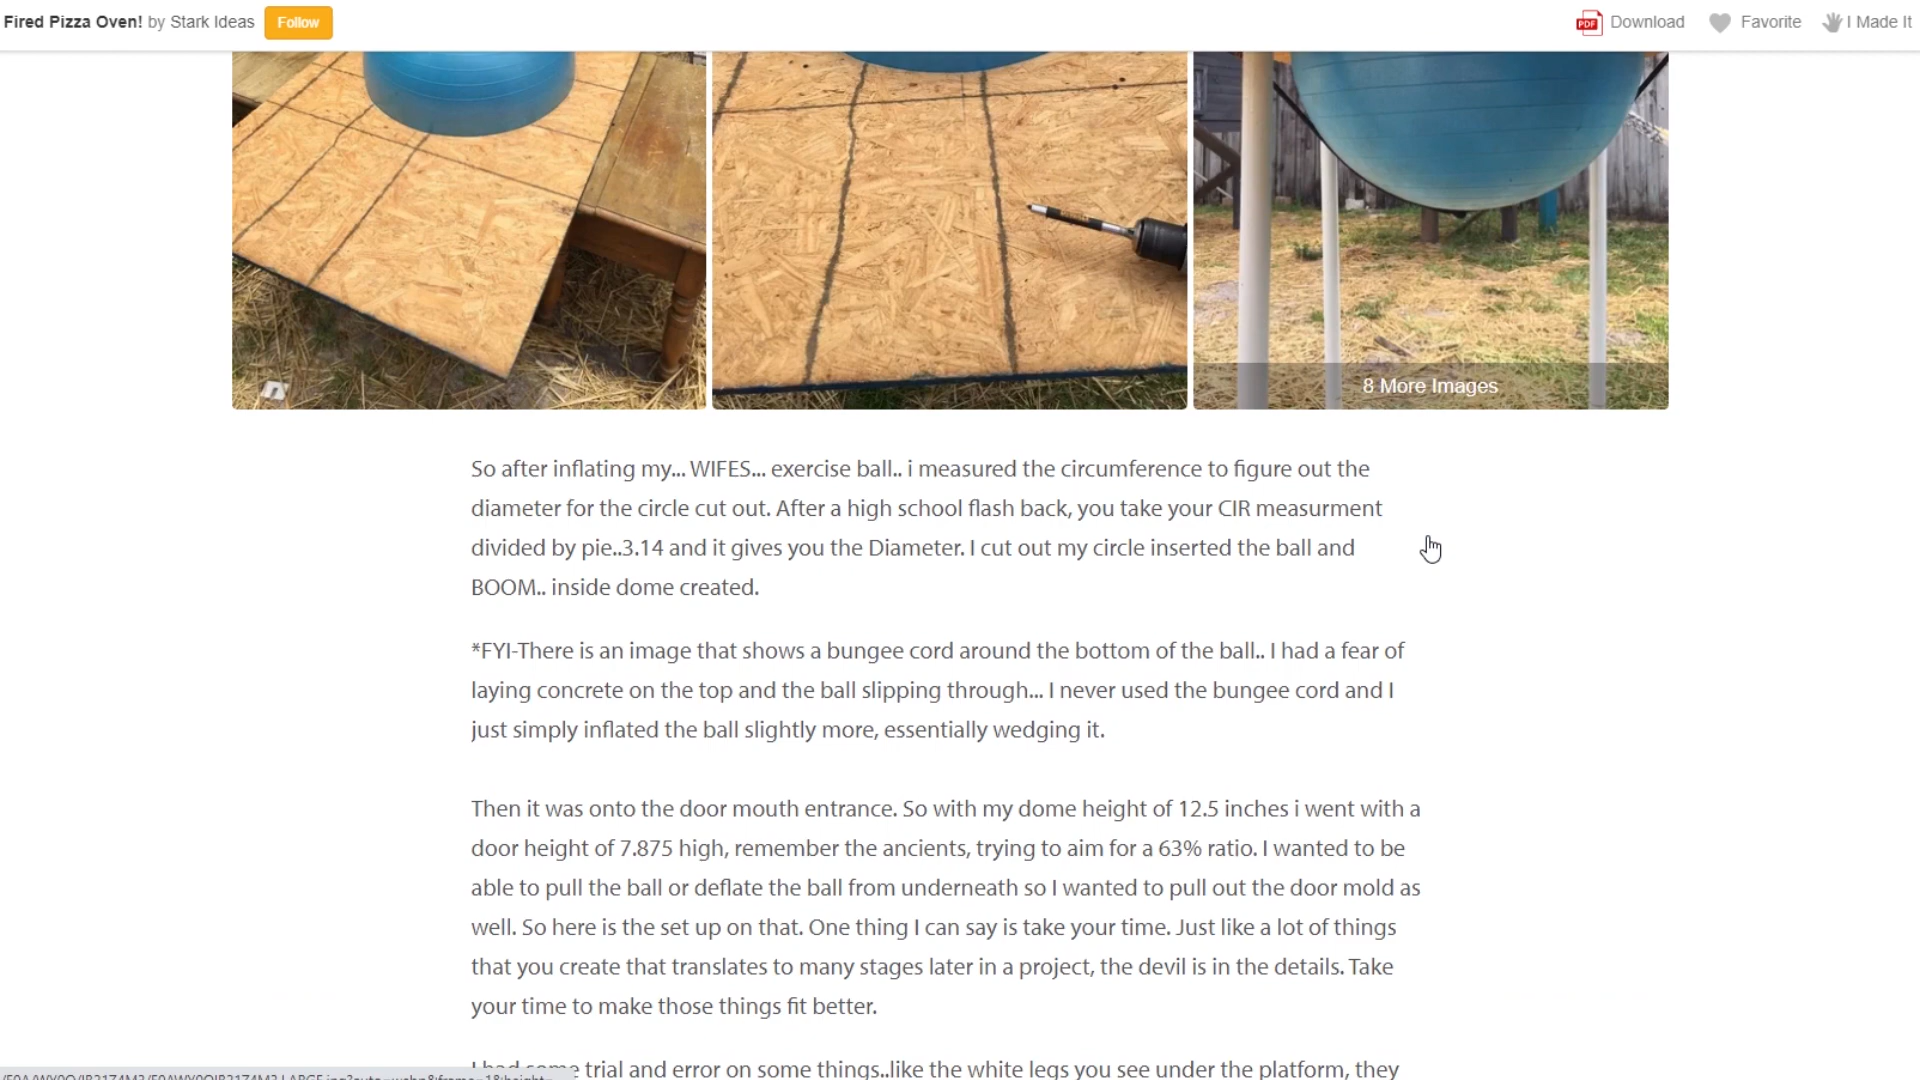 Fired Pizza Oven! by Stark Ideas Follow PDF Download Favorite I Made It
8 More Images
So after inflating my... WIFES... exercise ball.. i measured the circumference to figure out the
diameter for the circle cut out. After a high school flash back, you take your CIR measurment
divided by pie..3.14 and it gives you the Diameter. I cut out my circle inserted the ball and
BOOM.. inside dome created.
*FYI-There is an image that shows a bungee cord around the bottom of the ball.. I had a fear of
laying concrete on the top and the ball slipping through... I never used the bungee cord and I
just simply inflated the ball slightly more, essentially wedging it.
Then it was onto the door mouth entrance. So with my dome height of 12.5 inches i went with a
door height of 7.875 high, remember the ancients, trying to aim for a 63% ratio. I wanted to be
able to pull the ball or deflate the ball from underneath so I wanted to pull out the door mold as
well. So here is the set up on that. One thing I can say is take your time. Just like a lot of things
that you create that translates to many stages later in a project, the devil is in the details. Take
your time to make those things fit better.
I had some trial and error on some things..like the white legs you see under the platform, they